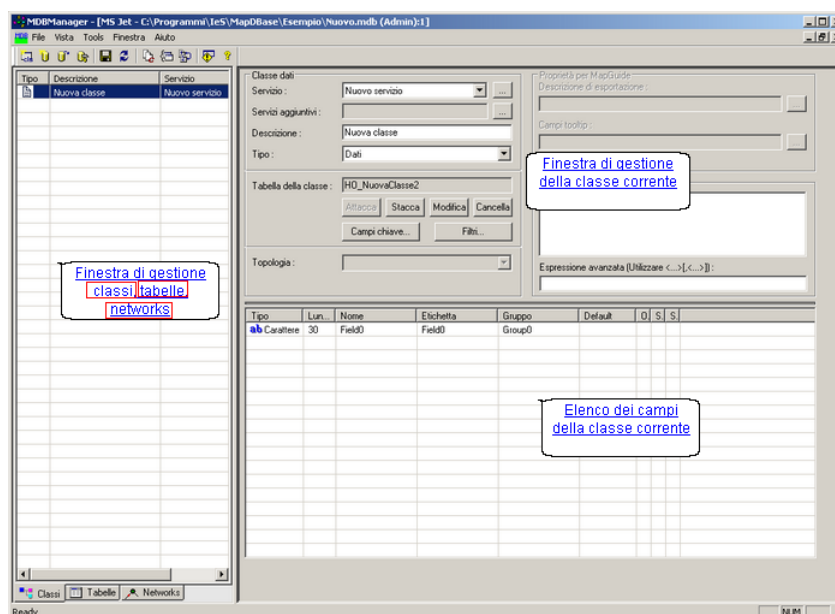 MDBManager - [MS Jet - C:\Programmi\IeS\MapDBase\Esempio\Nuovo.mdb (Admin):1]
File Vista Tools Finestra Aiuto
Tipo Descrizione Servizio
Nuova classe Nuovo servizio
Finestra di gestione
classi, tabelle,
networks
Classi Tabelle Networks
Classe dati
Servizio : Nuovo servizio ...
Servizi aggiuntivi : ...
Descrizione : Nuova classe
Tipo : Dati
Tabella della classe : HO_NuovaClasse2
Attacca Stacca Modifica Cancella
Campi chiave... Filtri...
Topologia :
Proprietà per MapGuide
Descrizione di esportazione :
...
Campi tooltip :
...
Finestra di gestione
della classe corrente
Espressione avanzata (Utilizzare <...>[,<...>]) :
Tipo Lun... Nome Etichetta Gruppo Default O. S. S.
ab Carattere 30 Field0 Field0 Group0
Elenco dei campi
della classe corrente
Ready NUM